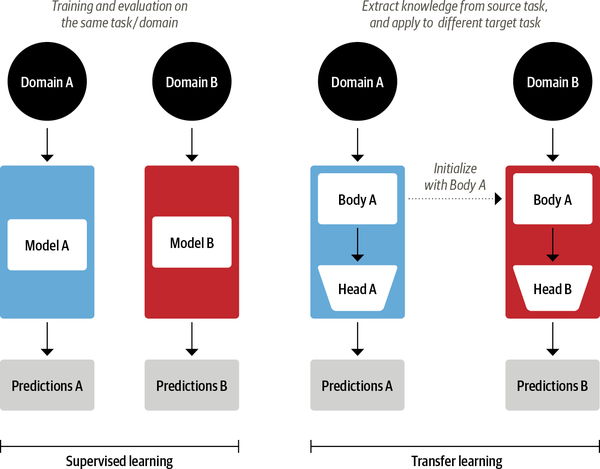 Training and evaluation on
the same task/domain
Extract knowledge from source task,
and apply to different target task
Domain A
Domain B
Domain A
Domain B
Initialize
with Body A
Model A
Model B
Body A
Body A
Head A
Head B
Predictions A
Predictions B
Predictions A
Predictions B
Supervised learning
Transfer learning